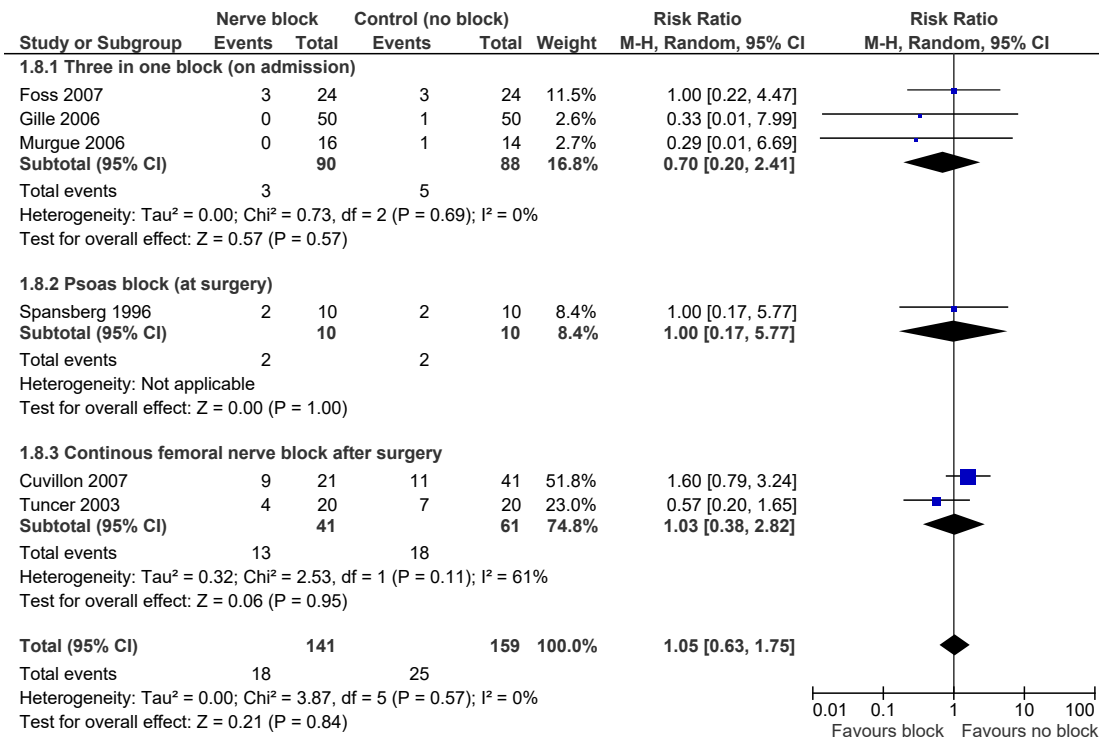 Nerve block Control (no block) Risk Ratio Risk Ratio
Study or Subgroup Events Total Events Total Weight M-H, Random, 95% CI M-H, Random, 95% CI
1.8.1 Three in one block (on admission)
Foss 2007 3 24 3 24 11.5% 1.00 [0.22, 4.47]
Gille 2006 0 50 1 50 2.6% 0.33 [0.01, 7.99]
Murgue 2006 0 16 1 14 2.7% 0.29 [0.01, 6.69]
Subtotal (95% CI) 90 88 16.8% 0.70 [0.20, 2.41]
Total events 3 5
Heterogeneity: Tau² = 0.00; Chi² = 0.73, df = 2 (P = 0.69); I² = 0%
Test for overall effect: Z = 0.57 (P = 0.57)
1.8.2 Psoas block (at surgery)
Spansberg 1996 2 10 2 10 8.4% 1.00 [0.17, 5.77]
Subtotal (95% CI) 10 10 8.4% 1.00 [0.17, 5.77]
Total events 2 2
Heterogeneity: Not applicable
Test for overall effect: Z = 0.00 (P = 1.00)
1.8.3 Continous femoral nerve block after surgery
Cuvillon 2007 9 21 11 41 51.8% 1.60 [0.79, 3.24]
Tuncer 2003 4 20 7 20 23.0% 0.57 [0.20, 1.65]
Subtotal (95% CI) 41 61 74.8% 1.03 [0.38, 2.82]
Total events 13 18
Heterogeneity: Tau² = 0.32; Chi² = 2.53, df = 1 (P = 0.11); I² = 61%
Test for overall effect: Z = 0.06 (P = 0.95)
Total (95% CI) 141 159 100.0% 1.05 [0.63, 1.75]
Total events 18 25
Heterogeneity: Tau² = 0.00; Chi² = 3.87, df = 5 (P = 0.57); I² = 0%
Test for overall effect: Z = 0.21 (P = 0.84)
0.01 0.1 1 10 100
Favours block Favours no block